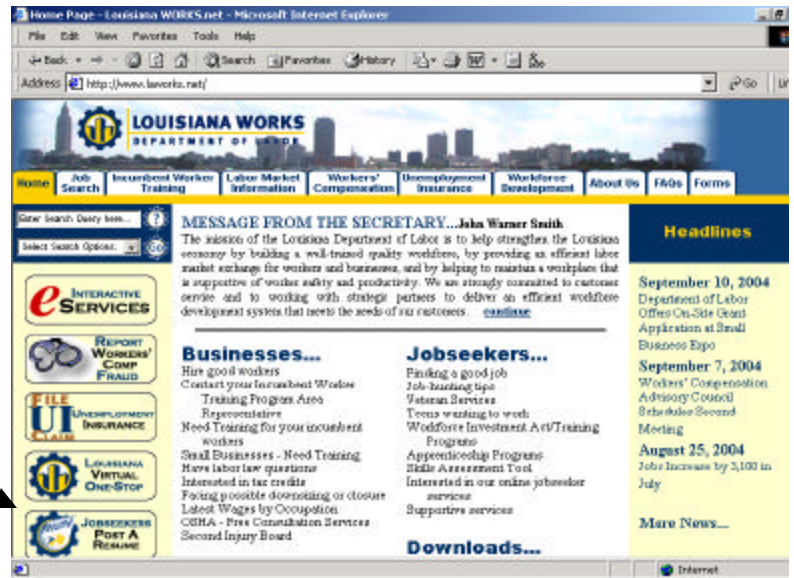 Home Page - Louisiana WORKS.net - Microsoft Internet Explorer
File Edit View Favorites Tools Help
Back Search Favorites History
Address http://www.laworks.net/ Go
LOUISIANA WORKS
DEPARTMENT OF LABOR
Home Job Search Incumbent Worker Training Labor Market Information Workers' Compensation Unemployment Insurance Workforce Development About Us FAQs Forms
Enter Search Query here...
Select Search Options: Go
INTERACTIVE
eSERVICES
REPORT
WORKERS'
COMP
FRAUD
FILE
UI UNEMPLOYMENT
INSURANCE
CLAIM
LOUISIANA
VIRTUAL
ONE-STOP
JOBSEEKERS
POST A
RESUME
MESSAGE FROM THE SECRETARY...John Warner Smith
The mission of the Louisiana Department of Labor is to help strengthen the Louisiana
economy by building a well-trained quality workforce, by providing an efficient labor
market exchange for workers and businesses, and by helping to maintain a workplace that
is supportive of worker safety and productivity. We are strongly committed to customer
service and to working with strategic partners to deliver an efficient workforce
development system that meets the needs of our customers. continue
Businesses...
Hire good workers
Contact your Incumbent Worker
Training Program Area
Representative
Need Training for your incumbent
workers
Small Businesses - Need Training
Have labor law questions
Interested in tax credits
Facing possible downsizing or closure
Latest Wages by Occupation
OSHA - Free Consultation Services
Second Injury Board
Jobseekers...
Finding a good job
Job-hunting tips
Veteran Services
Teens wanting to work
Workforce Investment Act/Training
Programs
Apprenticeship Programs
Skills Assessment Tool
Interested in our online jobseeker
services
Supportive services
Downloads...
Headlines
September 10, 2004
Department of Labor
Offers On-Site Grant
Application at Small
Business Expo
September 7, 2004
Workers' Compensation
Advisory Council
Schedules Second
Meeting
August 25, 2004
Jobs Increase by 3,100 in
July
More News...
Internet